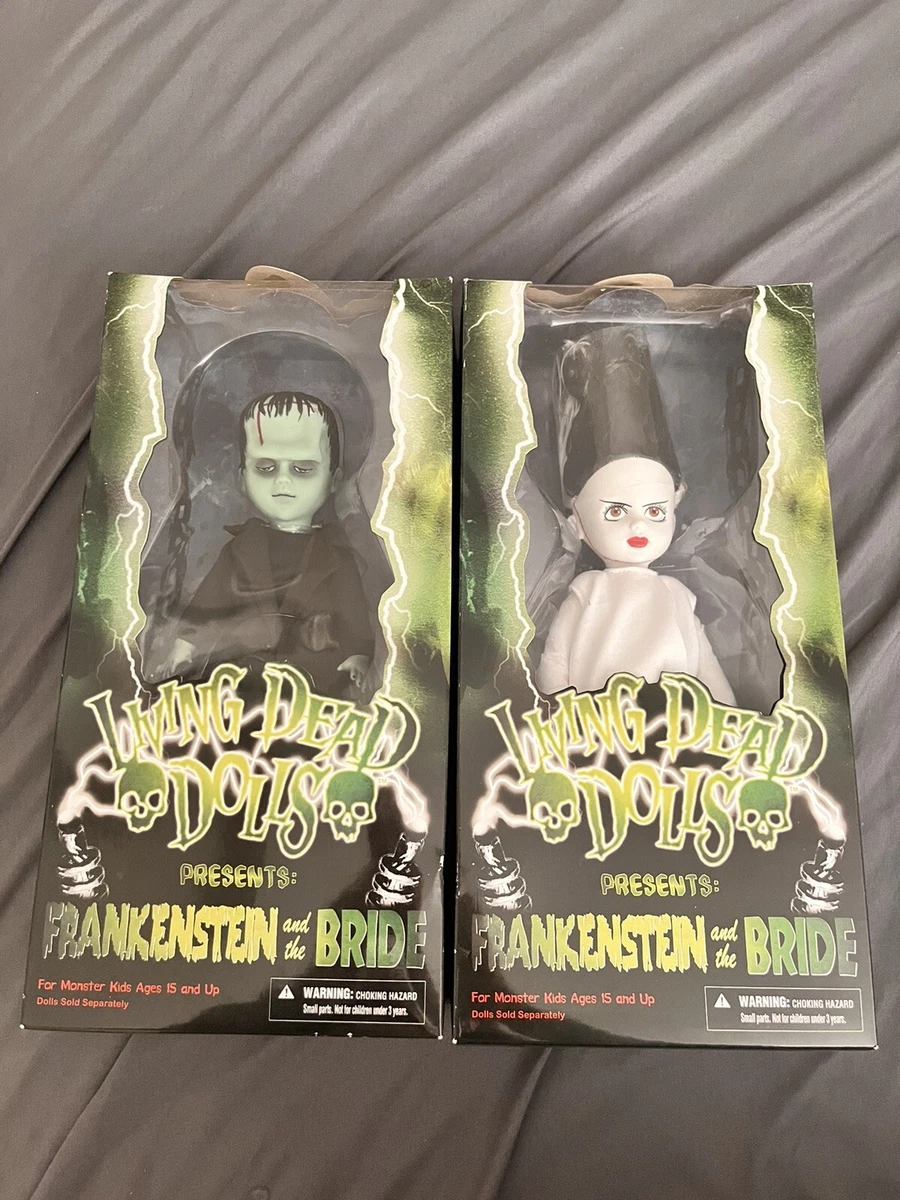 LIVING DEAD
DOLLS
PRESENTS:
FRANKENSTEIN and the BRIDE
For Monster Kids Ages 15 and Up
Dolls Sold Separately
WARNING: CHOKING HAZARD
Small parts. Not for children under 3 years.
LIVING DEAD
DOLLS
PRESENTS:
FRANKENSTEIN and the BRIDE
For Monster Kids Ages 15 and Up
Dolls Sold Separately
WARNING: CHOKING HAZARD
Small parts. Not for children under 3 years.